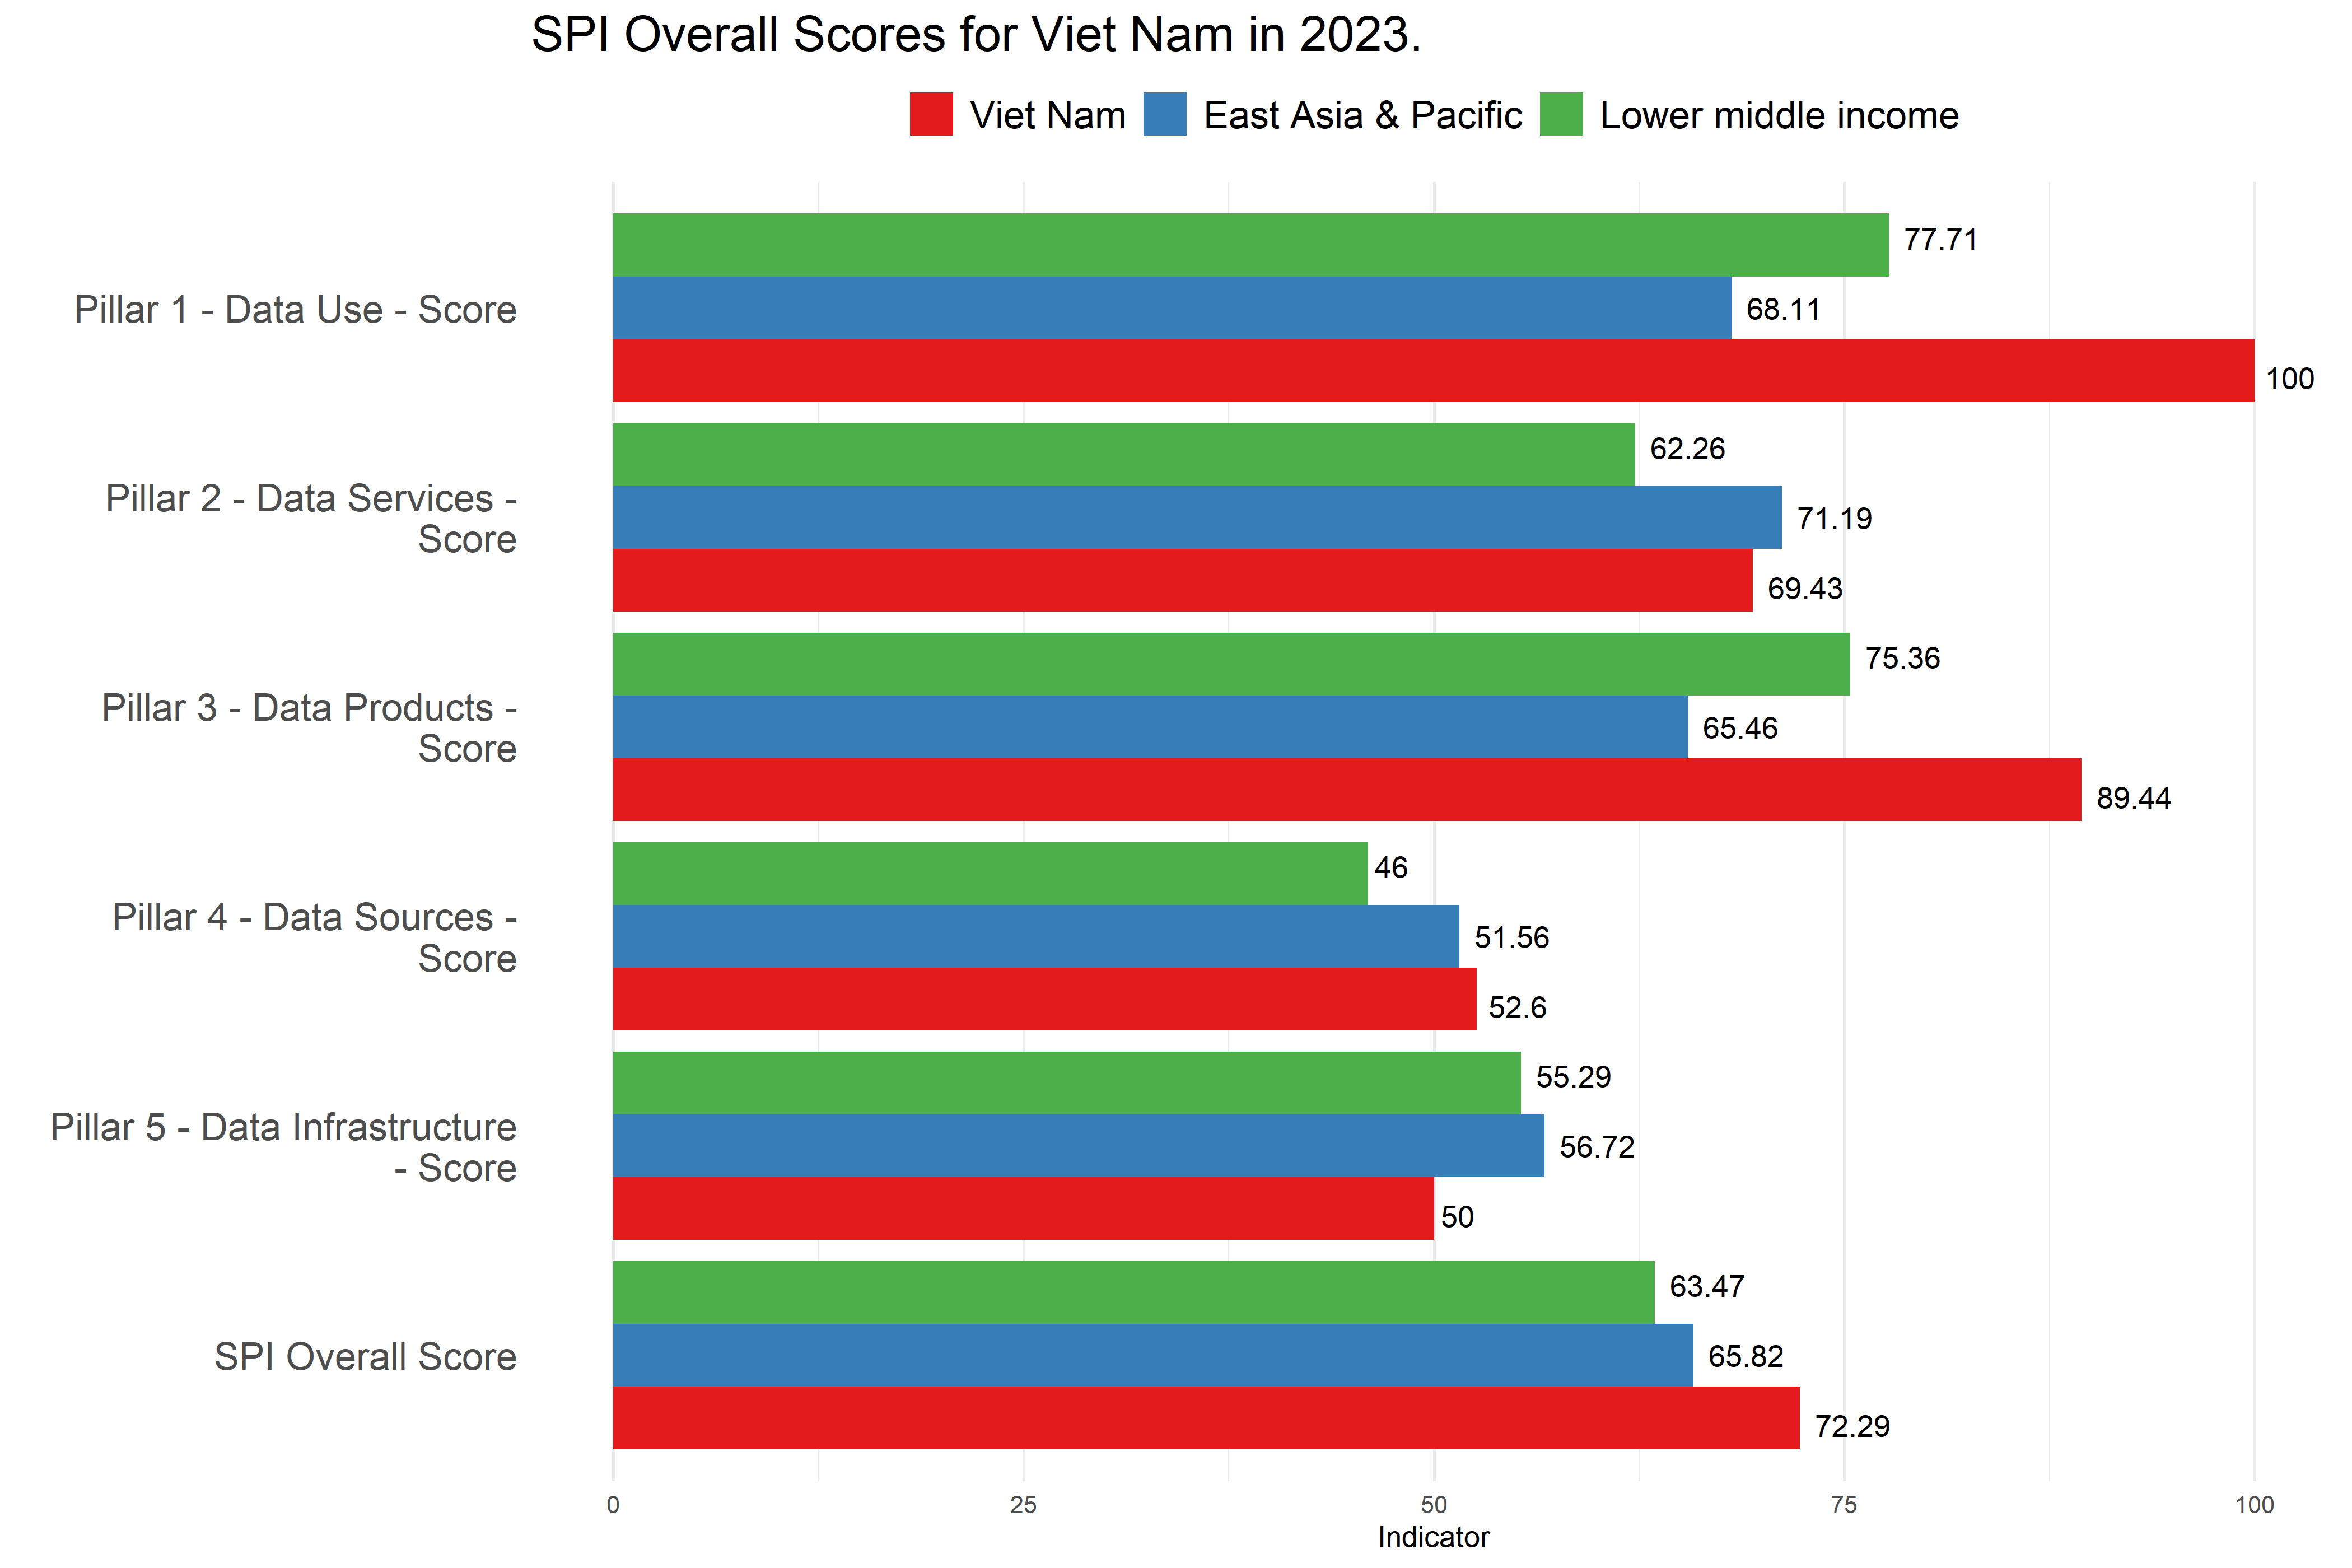 SPI Overall Scores for Viet Nam in 2023.
Viet Nam East Asia & Pacific Lower middle income
77.71
Pillar 1 - Data Use - Score
68.11
100
62.26
Pillar 2 - Data Services -
Score
71.19
69.43
75.36
Pillar 3 - Data Products -
Score
65.46
89.44
46
Pillar 4 - Data Sources -
Score
51.56
52.6
55.29
Pillar 5 - Data Infrastructure
- Score
56.72
50
63.47
SPI Overall Score
65.82
72.29
0 25 50 75 100
Indicator